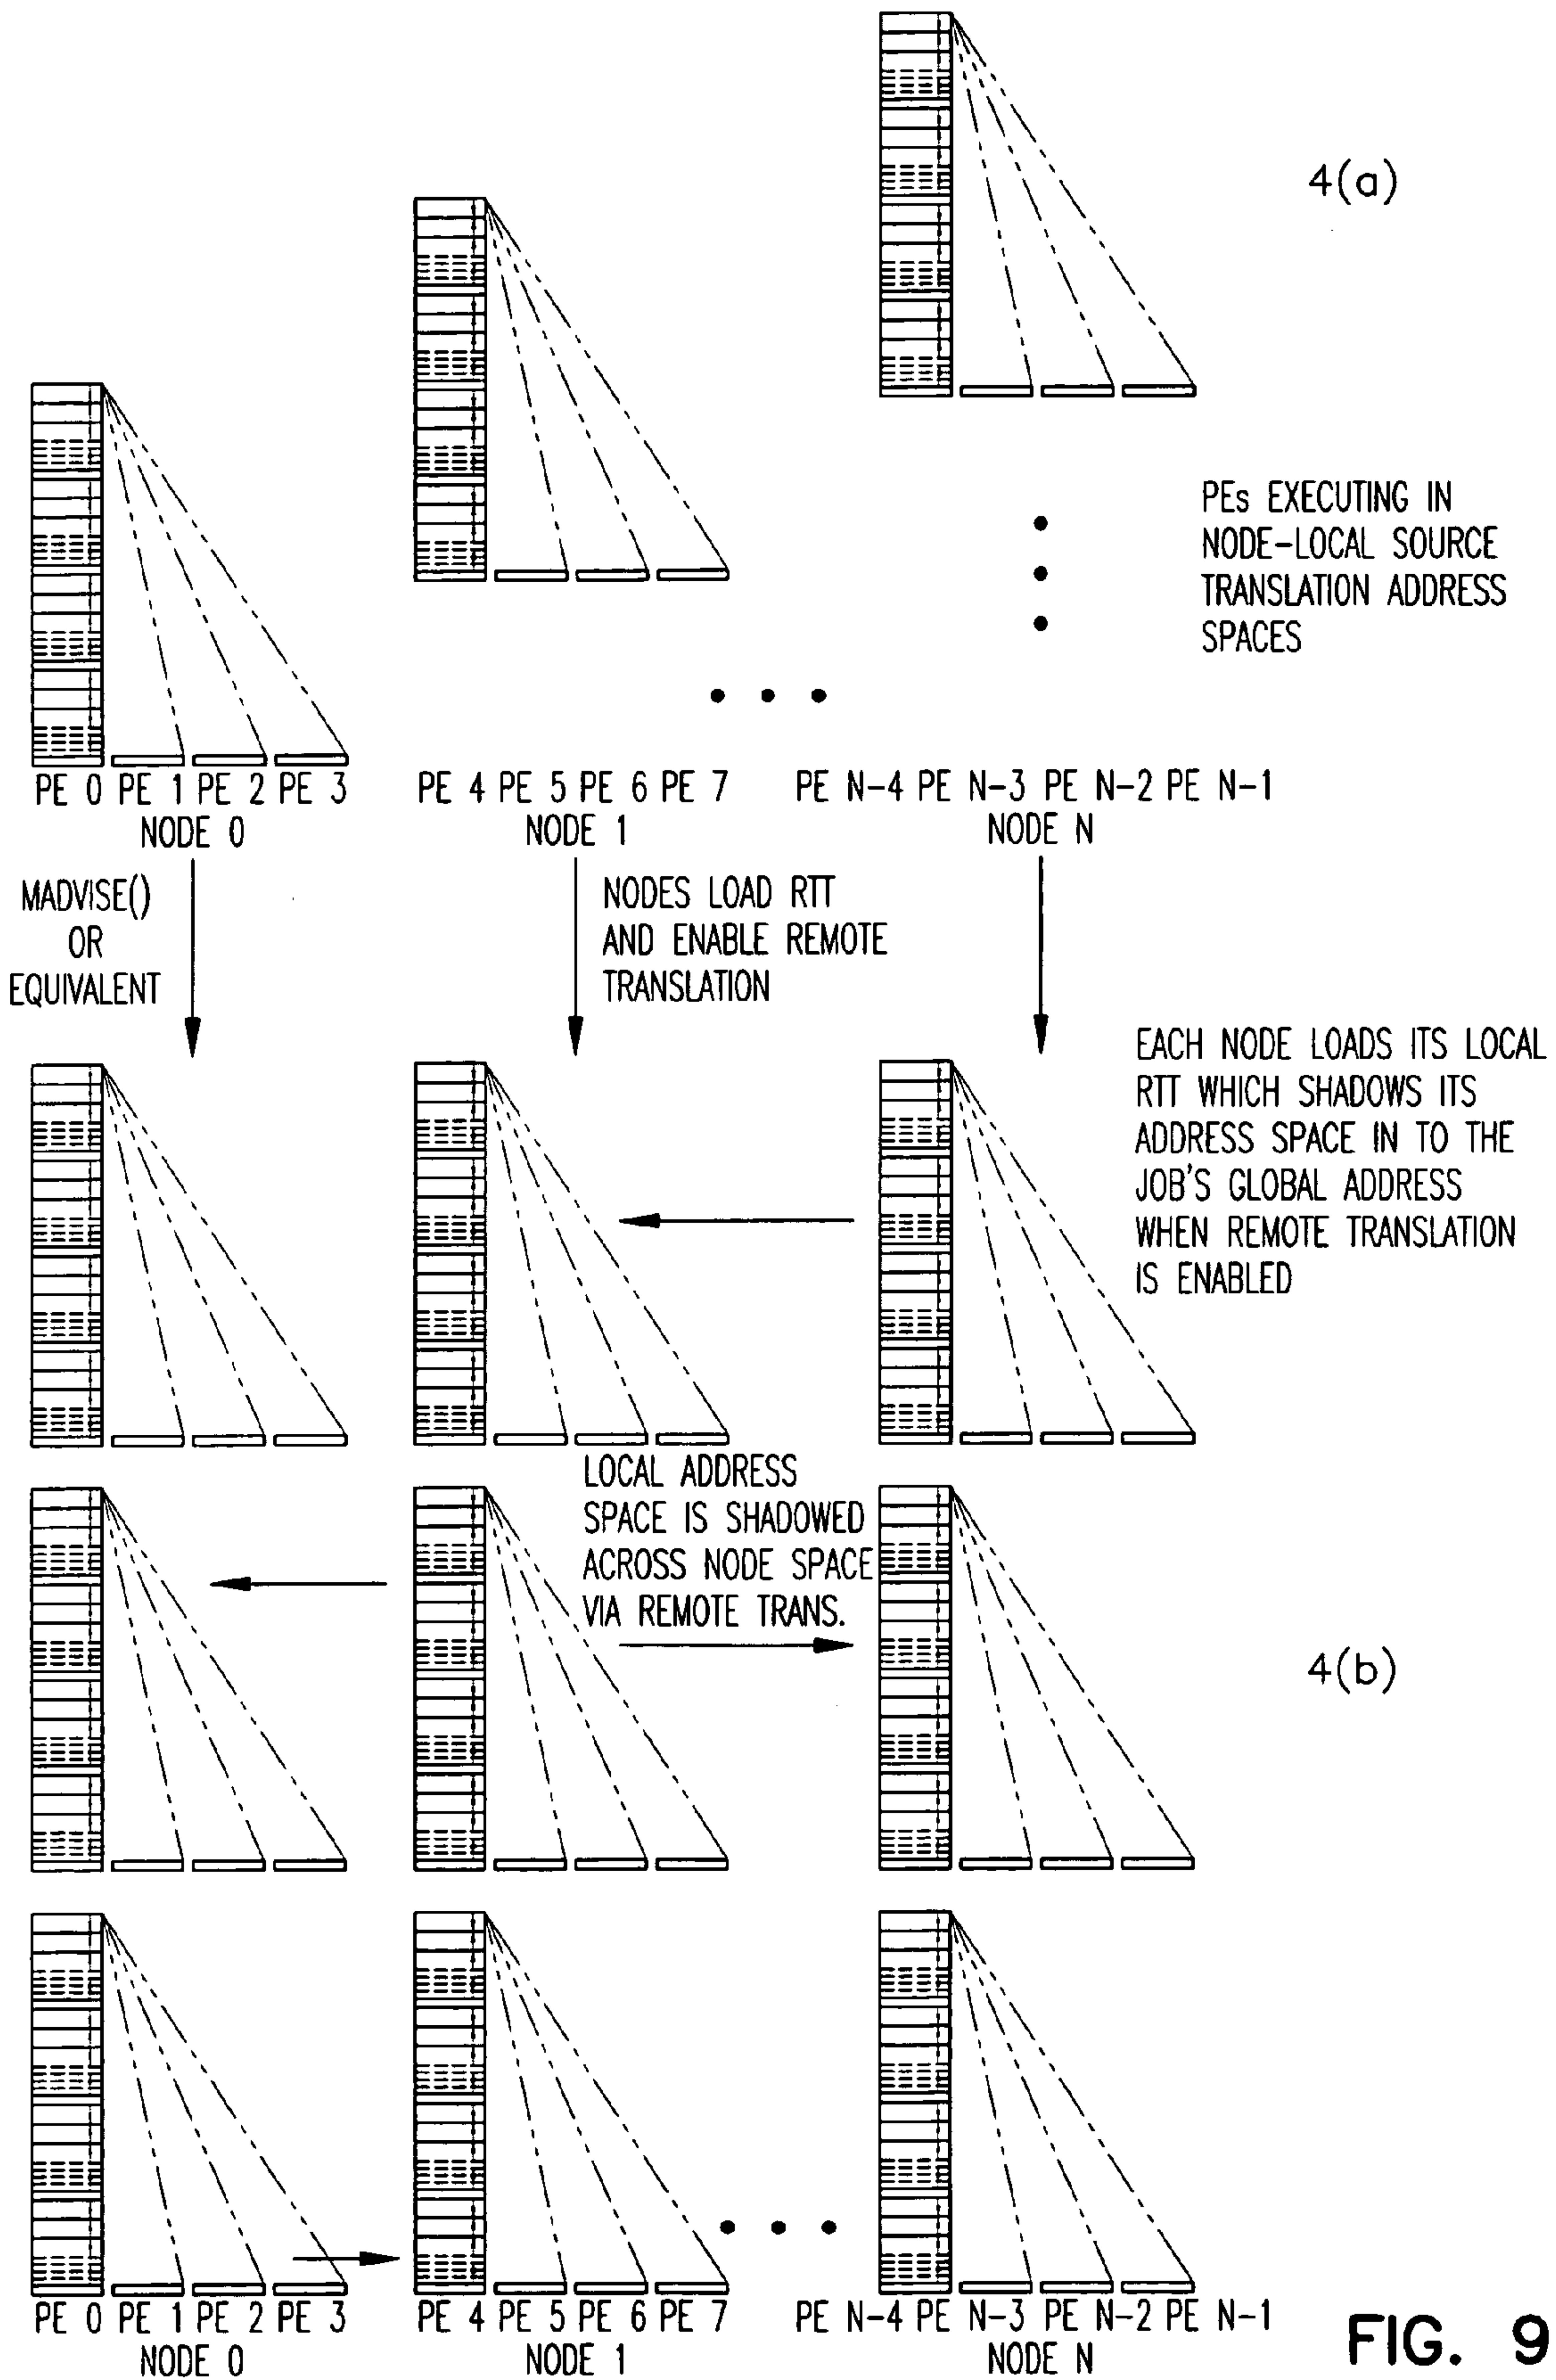 4(a)
PEs EXECUTING IN
NODE-LOCAL SOURCE
TRANSLATION ADDRESS
SPACES
PE 0 PE 1 PE 2 PE 3
NODE 0
PE 4 PE 5 PE 6 PE 7
NODE 1
PE N-4 PE N-3 PE N-2 PE N-1
NODE N
MADVISE()
OR
EQUIVALENT
NODES LOAD RTT
AND ENABLE REMOTE
TRANSLATION
EACH NODE LOADS ITS LOCAL
RTT WHICH SHADOWS ITS
ADDRESS SPACE IN TO THE
JOB'S GLOBAL ADDRESS
WHEN REMOTE TRANSLATION
IS ENABLED
LOCAL ADDRESS
SPACE IS SHADOWED
ACROSS NODE SPACE
VIA REMOTE TRANS.
4(b)
PE 0 PE 1 PE 2 PE 3
NODE 0
PE 4 PE 5 PE 6 PE 7
NODE 1
PE N-4 PE N-3 PE N-2 PE N-1
NODE N
FIG. 9